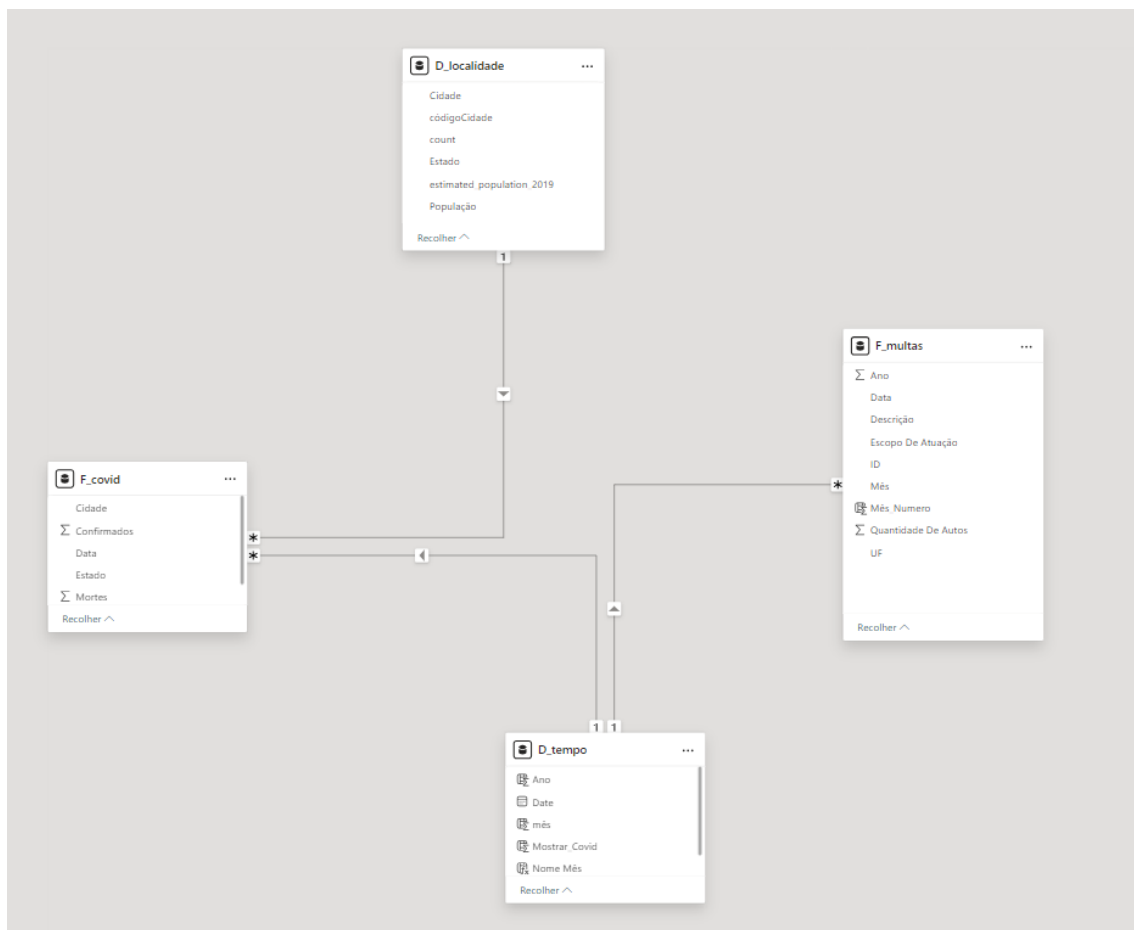 D_localidade
Cidade
códigoCidade
count
Estado
estimated_population_2019
População
Recolher
1
F_multas
Ano
Data
Descrição
Escopo De Atuação
ID
Mês
Mês_Numero
Quantidade De Autos
UF
Recolher
*
F_covid
Cidade
Confirmados
Data
Estado
Mortes
Recolher
*
*
1 1
D_tempo
Ano
Date
mês
Mostrar_Covid
Nome Mês
Recolher